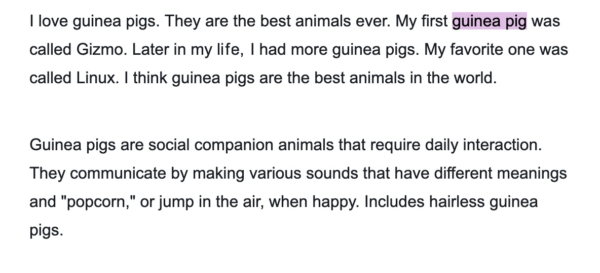 I love guinea pigs. They are the best animals ever. My first guinea pig was
called Gizmo. Later in my life, I had more guinea pigs. My favorite one was
called Linux. I think guinea pigs are the best animals in the world.
Guinea pigs are social companion animals that require daily interaction.
They communicate by making various sounds that have different meanings
and "popcorn," or jump in the air, when happy. Includes hairless guinea
pigs.